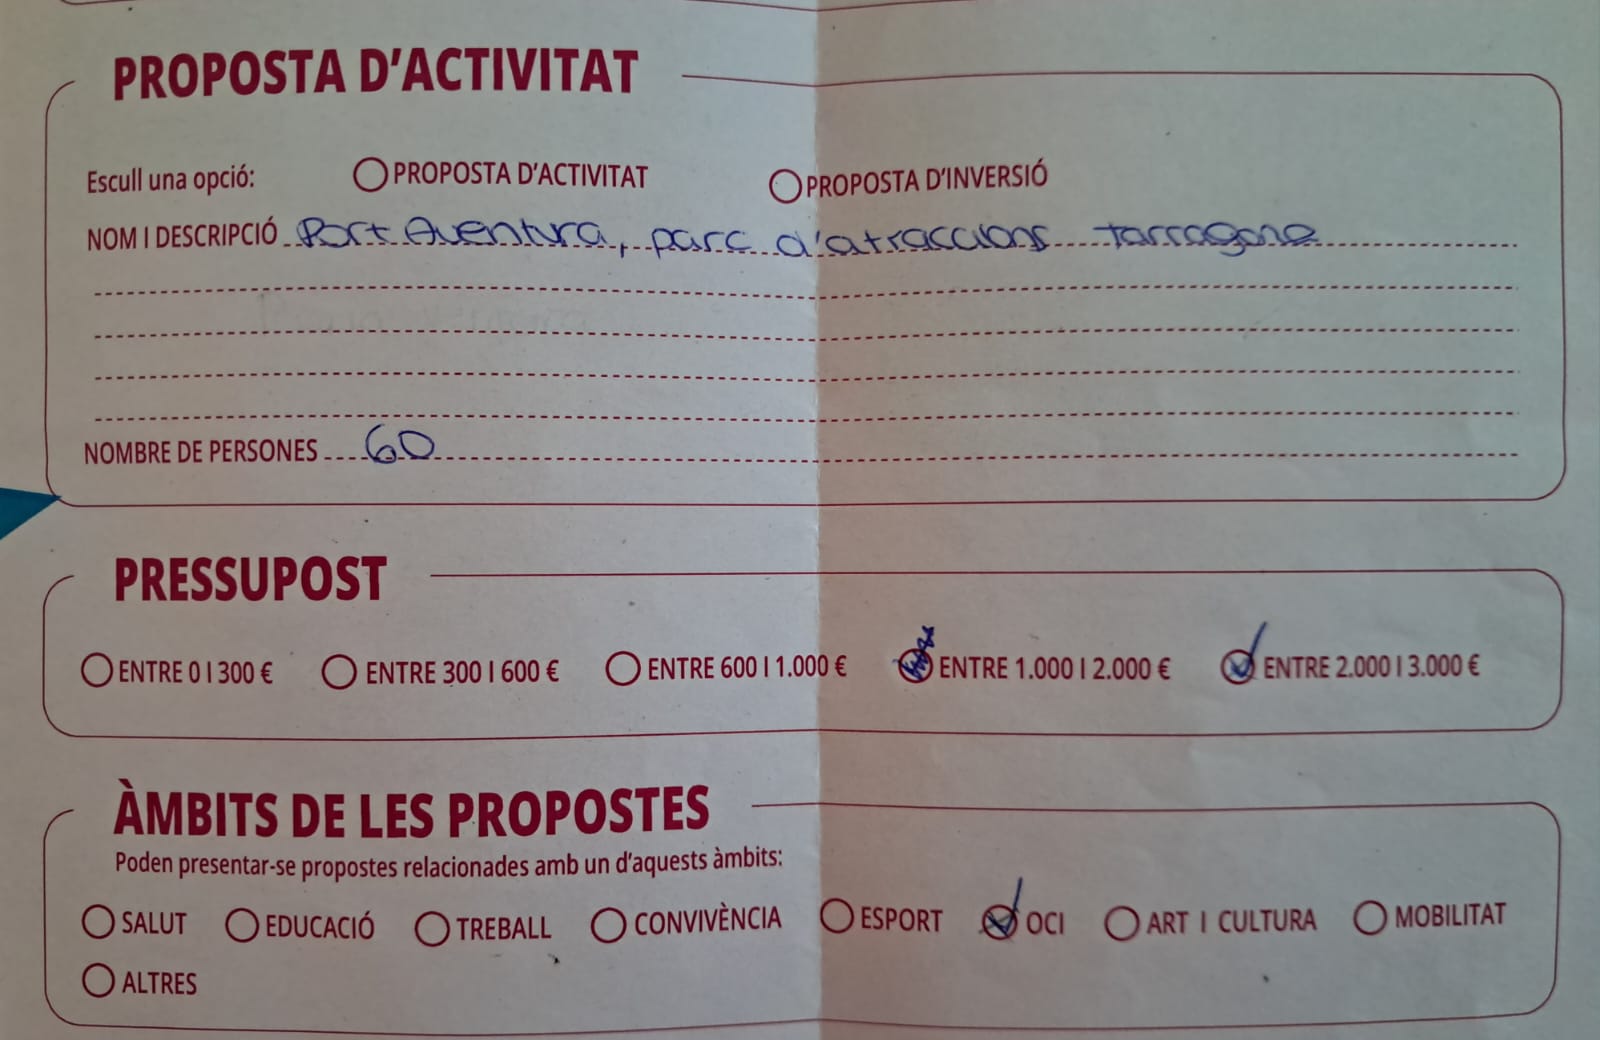 PROPOSTA D'ACTIVITAT
Escull una opció: PROPOSTA D'ACTIVITAT PROPOSTA D'INVERSIÓ
NOM I DESCRIPCIÓ Port Aventura, parc d'atraccions tarragona
NOMBRE DE PERSONES 60
PRESSUPOST
ENTRE 0 I 300 € ENTRE 300 I 600 € ENTRE 600 I 1.000 € ENTRE 1.000 I 2.000 € ENTRE 2.000 I 3.000 €
ÀMBITS DE LES PROPOSTES
Poden presentar-se propostes relacionades amb un d'aquests àmbits:
SALUT EDUCACIÓ TREBALL CONVIVÈNCIA ESPORT OCI ART I CULTURA MOBILITAT
ALTRES